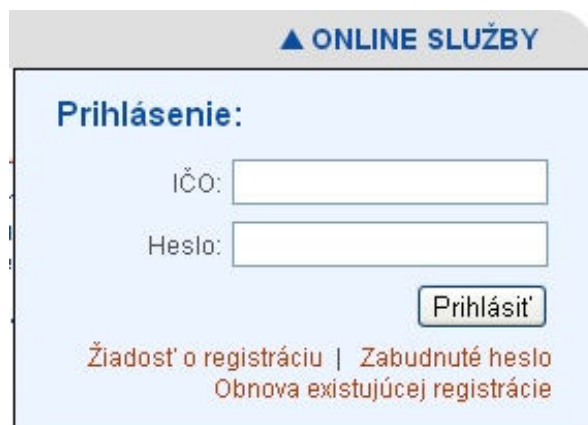 ▲ ONLINE SLUŽBY
Prihlásenie:
IČO:
Heslo:
Prihlásiť
Žiadosť o registráciu | Zabudnuté heslo
Obnova existujúcej registrácie